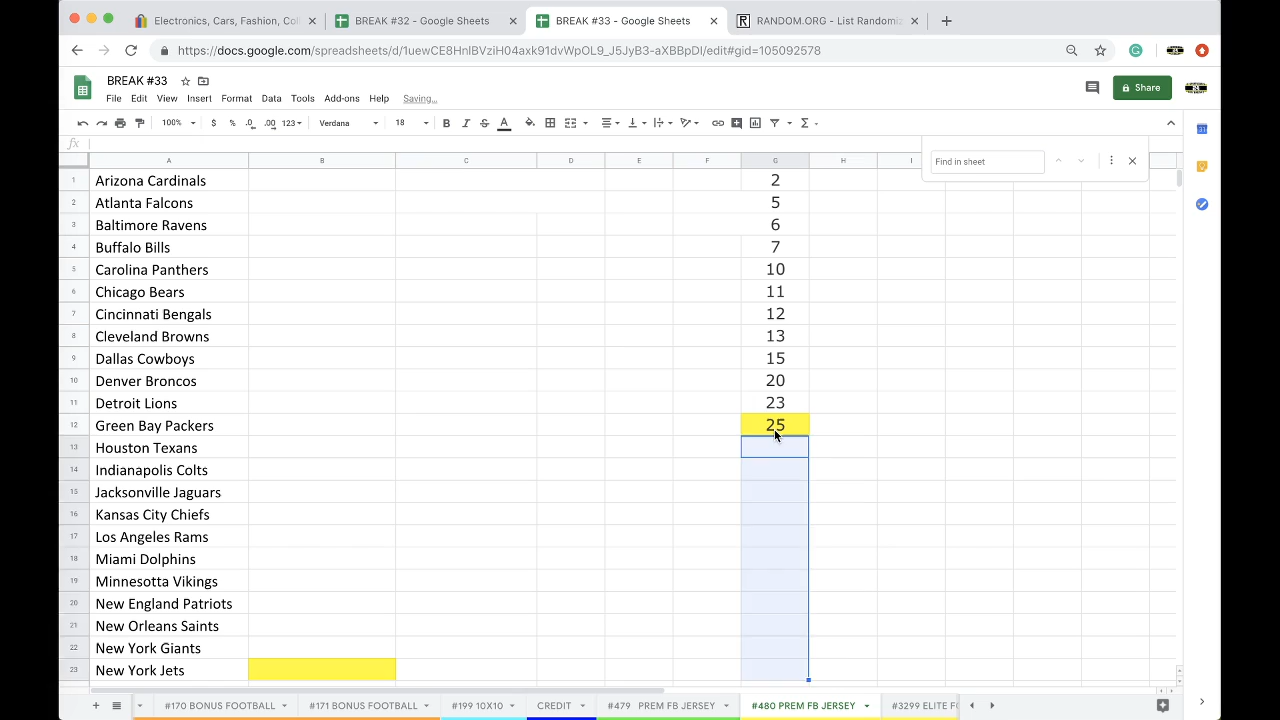 Electronics, Cars, Fashion, Col
BREAK #32 - Google Sheets
BREAK #33 - Google Sheets
RANDOM.ORG - List Randomiz
https://docs.google.com/spreadsheets/d/1uewCE8HnlBVziH04axk91dvWpOL9_J5JyB3-aXBBpDI/edit#gid=105092578
BREAK #33
File Edit View Insert Format Data Tools Add-ons Help Saving...
Share
100% $ % .0 .00 123 Verdana 18
fx
Find in sheet
A B C D E F G H I
1 Arizona Cardinals 2
2 Atlanta Falcons 5
3 Baltimore Ravens 6
4 Buffalo Bills 7
5 Carolina Panthers 10
6 Chicago Bears 11
7 Cincinnati Bengals 12
8 Cleveland Browns 13
9 Dallas Cowboys 15
10 Denver Broncos 20
11 Detroit Lions 23
12 Green Bay Packers 25
13 Houston Texans
14 Indianapolis Colts
15 Jacksonville Jaguars
16 Kansas City Chiefs
17 Los Angeles Rams
18 Miami Dolphins
19 Minnesota Vikings
20 New England Patriots
21 New Orleans Saints
22 New York Giants
23 New York Jets
#170 BONUS FOOTBALL #171 BONUS FOOTBALL 10X10 CREDIT #479 PREM FB JERSEY #480 PREM FB JERSEY #3299 ELITE FO